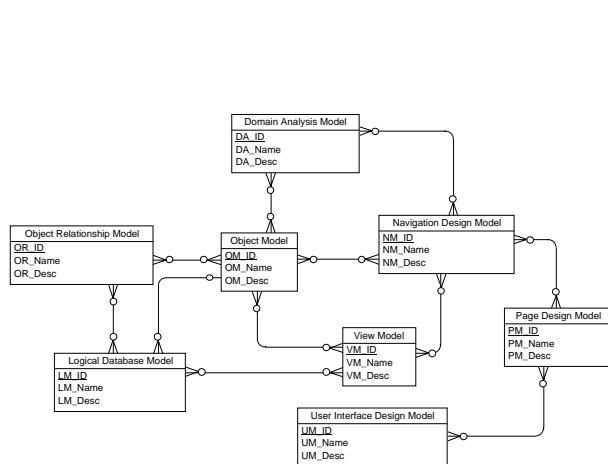 Domain Analysis Model
DA_ID
DA_Name
DA_Desc
Object Relationship Model
OR_ID
OR_Name
OR_Desc
Object Model
OM_ID
OM_Name
OM_Desc
Navigation Design Model
NM_ID
NM_Name
NM_Desc
Page Design Model
PM_ID
PM_Name
PM_Desc
View Model
VM_ID
VM_Name
VM_Desc
Logical Database Model
LM_ID
LM_Name
LM_Desc
User Interface Design Model
UM_ID
UM_Name
UM_Desc